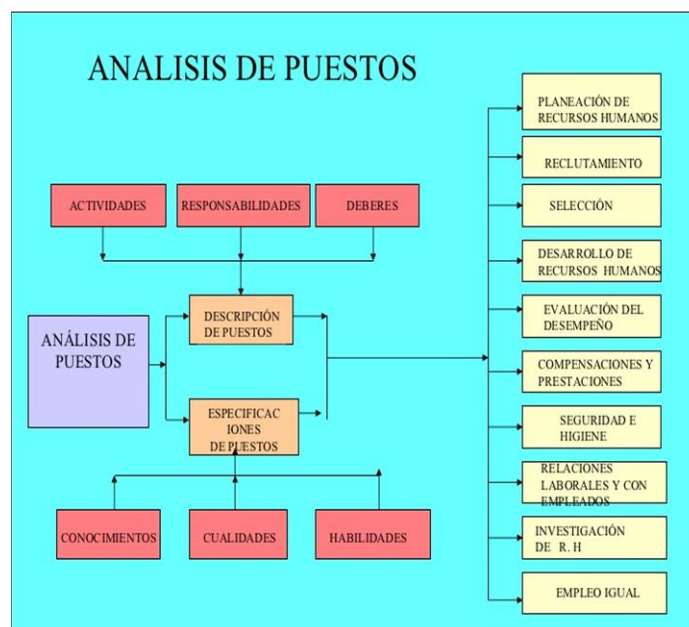 ANALISIS DE PUESTOS
ACTIVIDADES
RESPONSABILIDADES
DEBERES
ANÁLISIS DE
PUESTOS
DESCRIPCIÓN
DE PUESTOS
ESPECIFICAC
IONES
DE PUESTOS
CONOCIMIENTOS
CUALIDADES
HABILIDADES
PLANEACIÓN DE
RECURSOS HUMANOS
RECLUTAMIENTO
SELECCIÓN
DESARROLLO DE
RECURSOS HUMANOS
EVALUACIÓN DEL
DESEMPEÑO
COMPENSACIONES Y
PRESTACIONES
SEGURIDAD E
HIGIENE
RELACIONES
LABORALES Y CON
EMPLEADOS
INVESTIGACIÓN
DE R. H
EMPLEO IGUAL